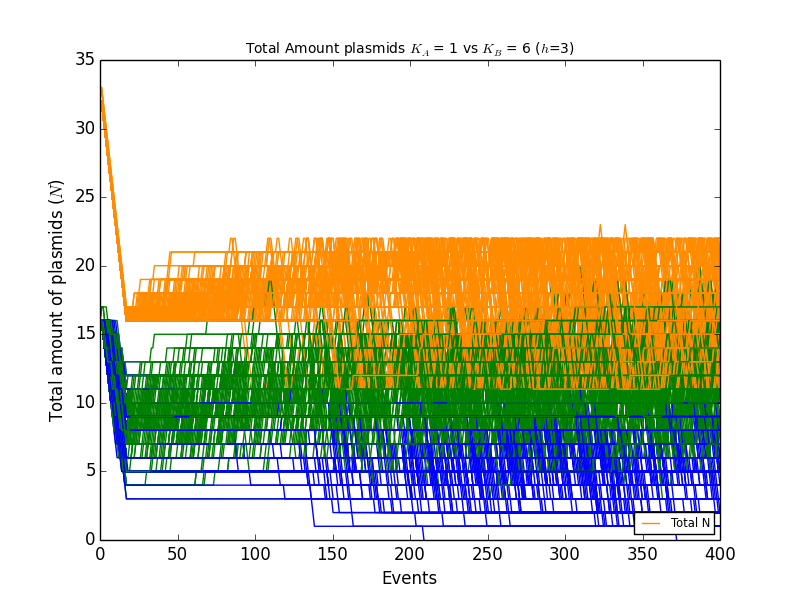 Total Amount plasmids K_A = 1 vs K_B = 6 (h=3)
35
30
25
20
15
10
5
0
Total amount of plasmids (N)
Total N
0 50 100 150 200 250 300 350 400
Events